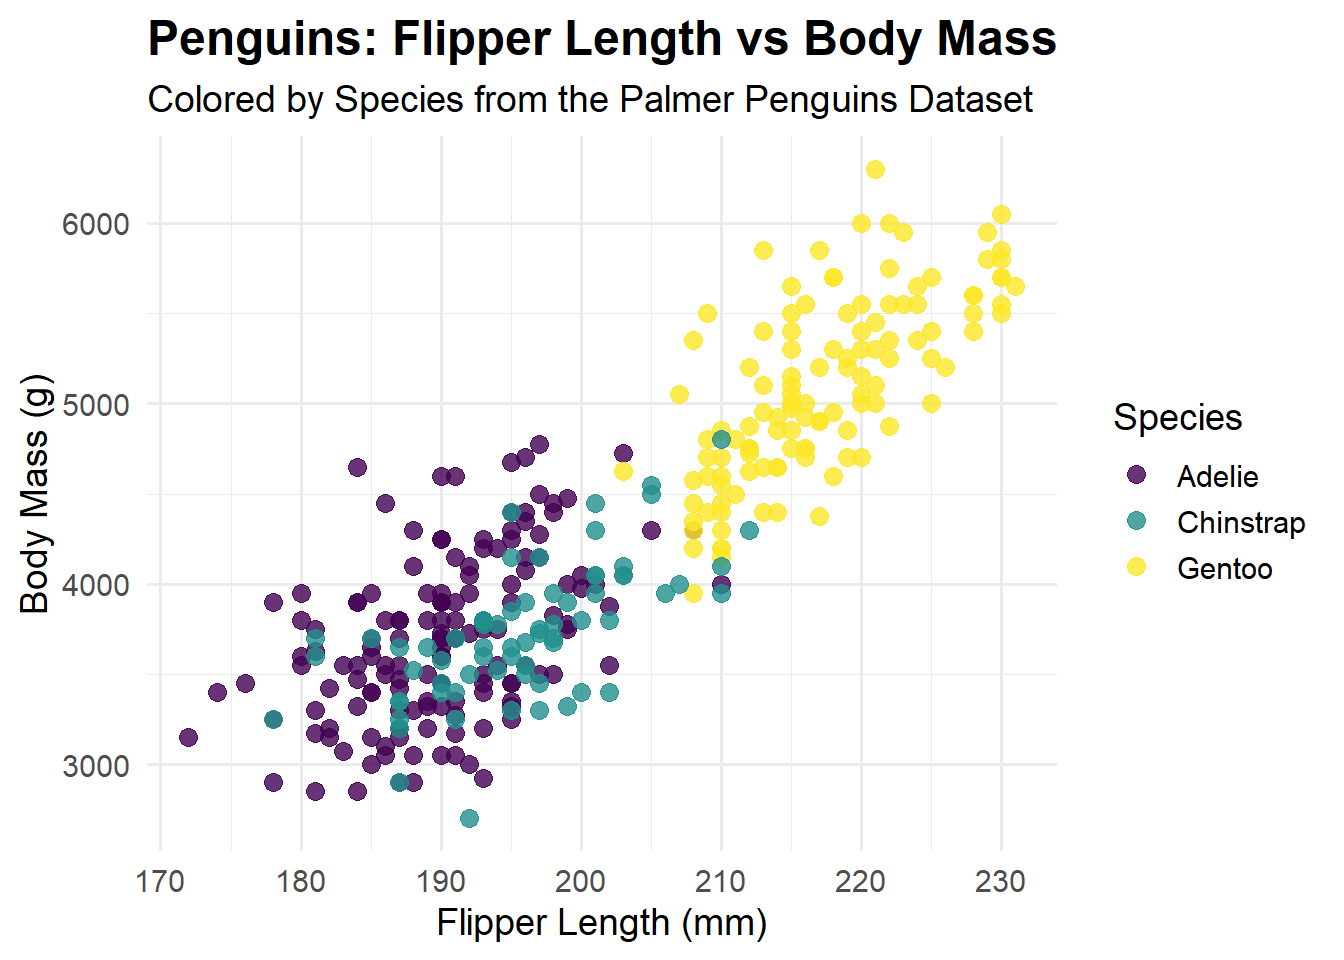 Penguins: Flipper Length vs Body Mass
Colored by Species from the Palmer Penguins Dataset
6000
5000
4000
3000
Body Mass (g)
170 180 190 200 210 220 230
Flipper Length (mm)
Species
Adelie
Chinstrap
Gentoo